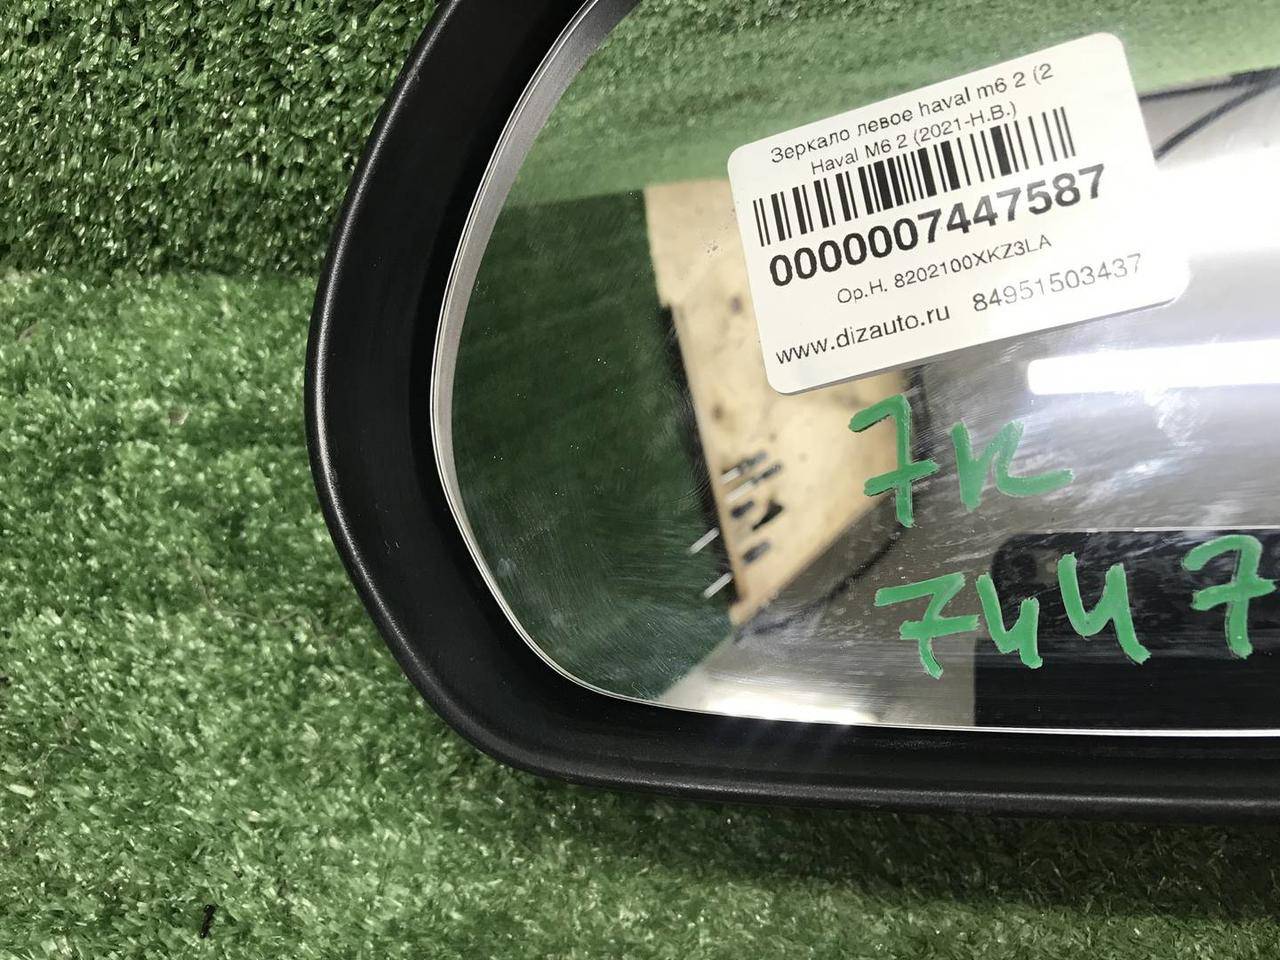 Зеркало левое haval m6 2 (2
Haval M6 2 (2021-Н.В.)
0000007447587
Ор.Н. 8202100XKZ3LA
www.dizauto.ru 84951503437
7к
7447